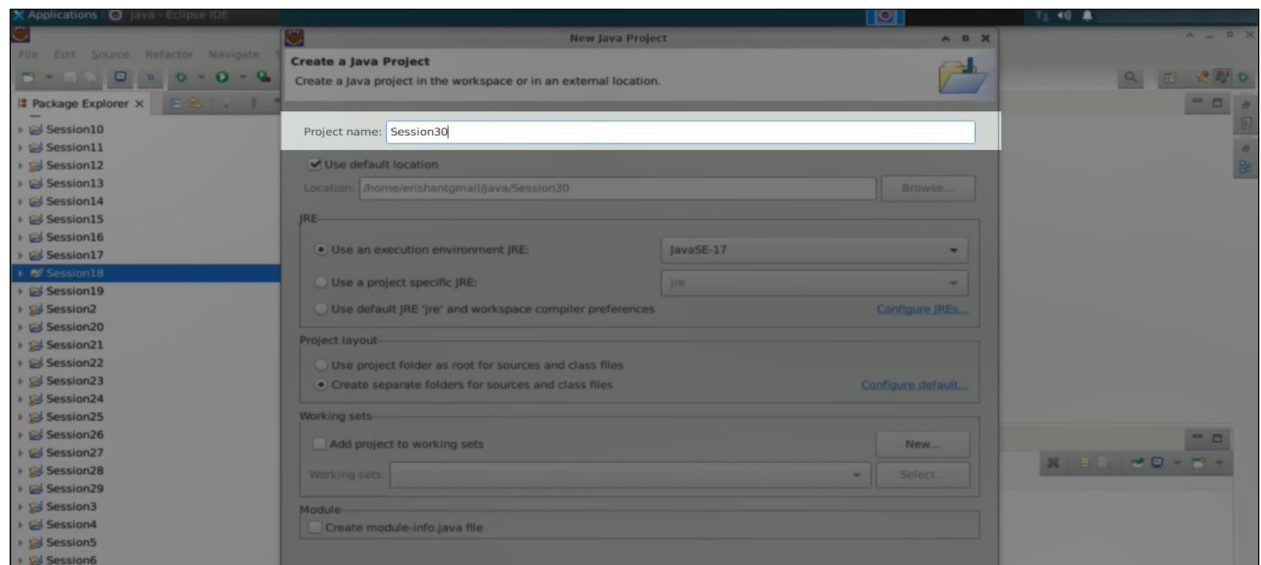 Applications : Java - Eclipse IDE
New Java Project
File Edit Source Refactor Navigate
Create a Java Project
Create a Java project in the workspace or in an external location.
Package Explorer
Project name: Session30
Session10
Session11
Session12
Session13
Session14
Session15
Session16
Session17
Session18
Session19
Session2
Session20
Session21
Session22
Session23
Session24
Session25
Session26
Session27
Session28
Session29
Session3
Session4
Session5
Session6
Use default location
Location: /home/erishantgmail/java/Session30 Browse...
JRE
Use an execution environment JRE: JavaSE-17
Use a project specific JRE: jre
Use default JRE 'jre' and workspace compiler preferences Configure JREs...
Project layout
Use project folder as root for sources and class files
Create separate folders for sources and class files Configure default...
Working sets
Add project to working sets New...
Working sets: Select...
Module
Create module-info.java file